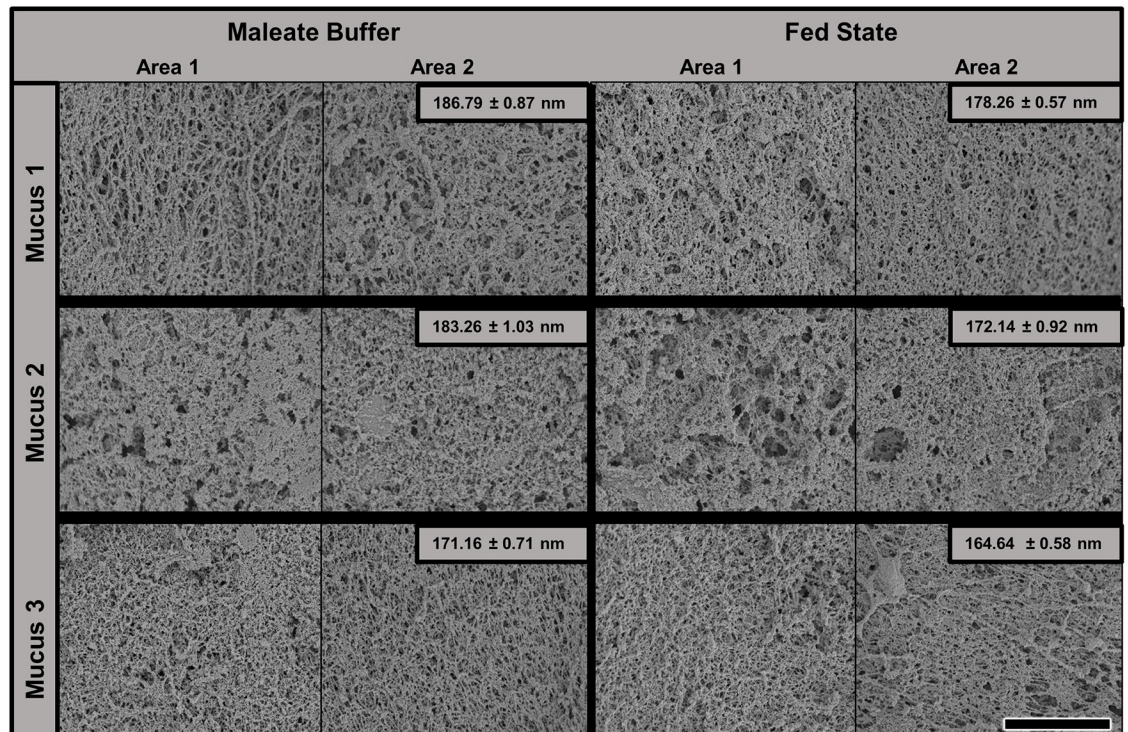 Maleate Buffer
Fed State
Area 1
Area 2
Area 1
Area 2
Mucus 1
186.79 ± 0.87 nm
178.26 ± 0.57 nm
Mucus 2
183.26 ± 1.03 nm
172.14 ± 0.92 nm
Mucus 3
171.16 ± 0.71 nm
164.64 ± 0.58 nm